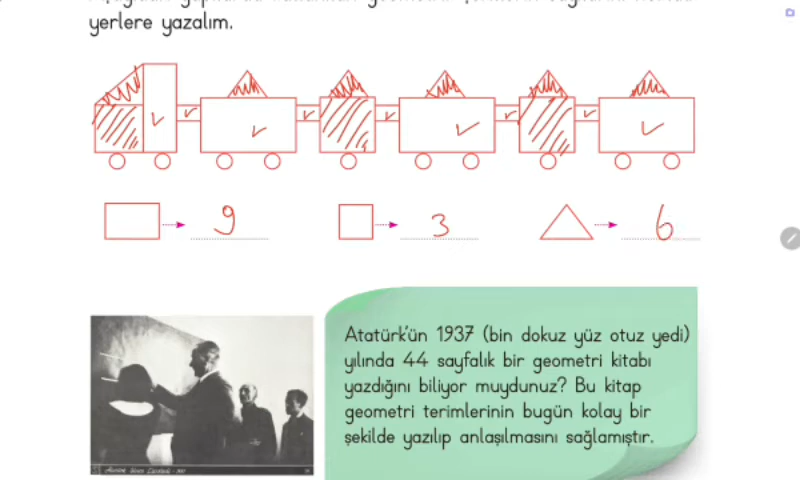 yerlere yazalım.
9
3
6
Atatürk'ün 1937 (bin dokuz yüz otuz yedi)
yılında 44 sayfalık bir geometri kitabı
yazdığını biliyor muydunuz? Bu kitap
geometri terimlerinin bugün kolay bir
şekilde yazılıp anlaşılmasını sağlamıştır.